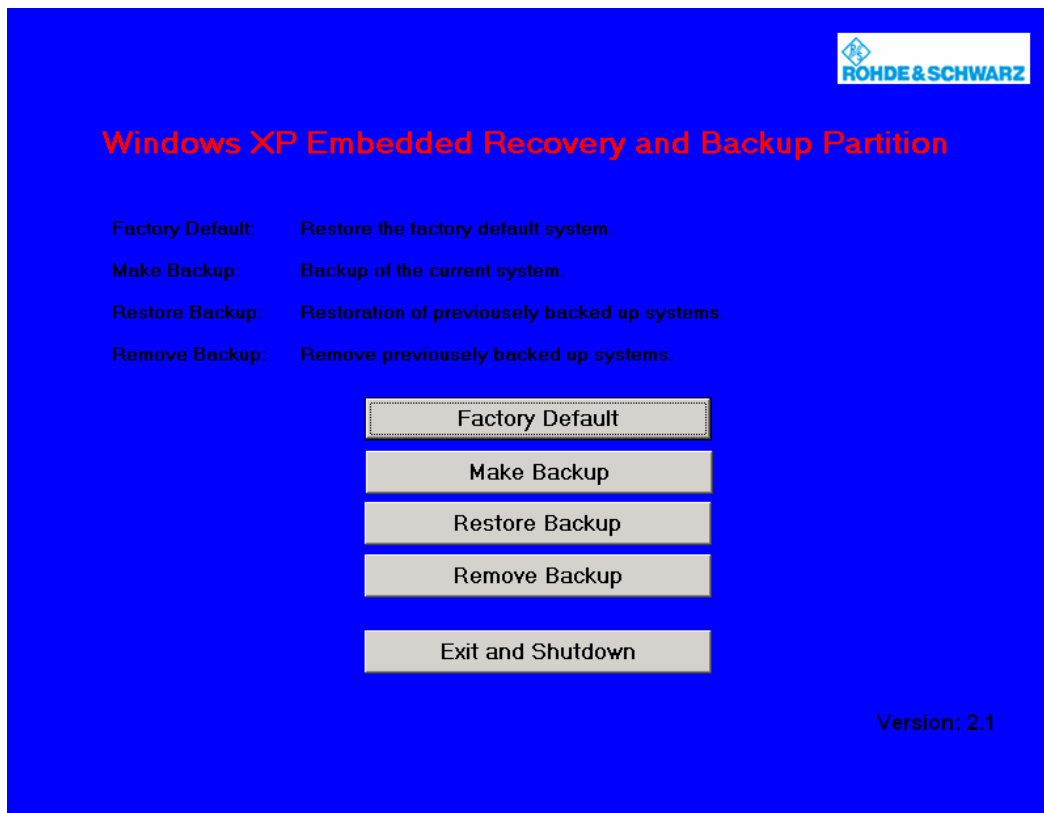 R&S
ROHDE & SCHWARZ
Windows XP Embedded Recovery and Backup Partition
Factory Default: Restore the factory default system.
Make Backup: Backup of the current system.
Restore Backup: Restoration of previousely backed up systems.
Remove Backup: Remove previousely backed up systems.
Factory Default
Make Backup
Restore Backup
Remove Backup
Exit and Shutdown
Version: 2.1